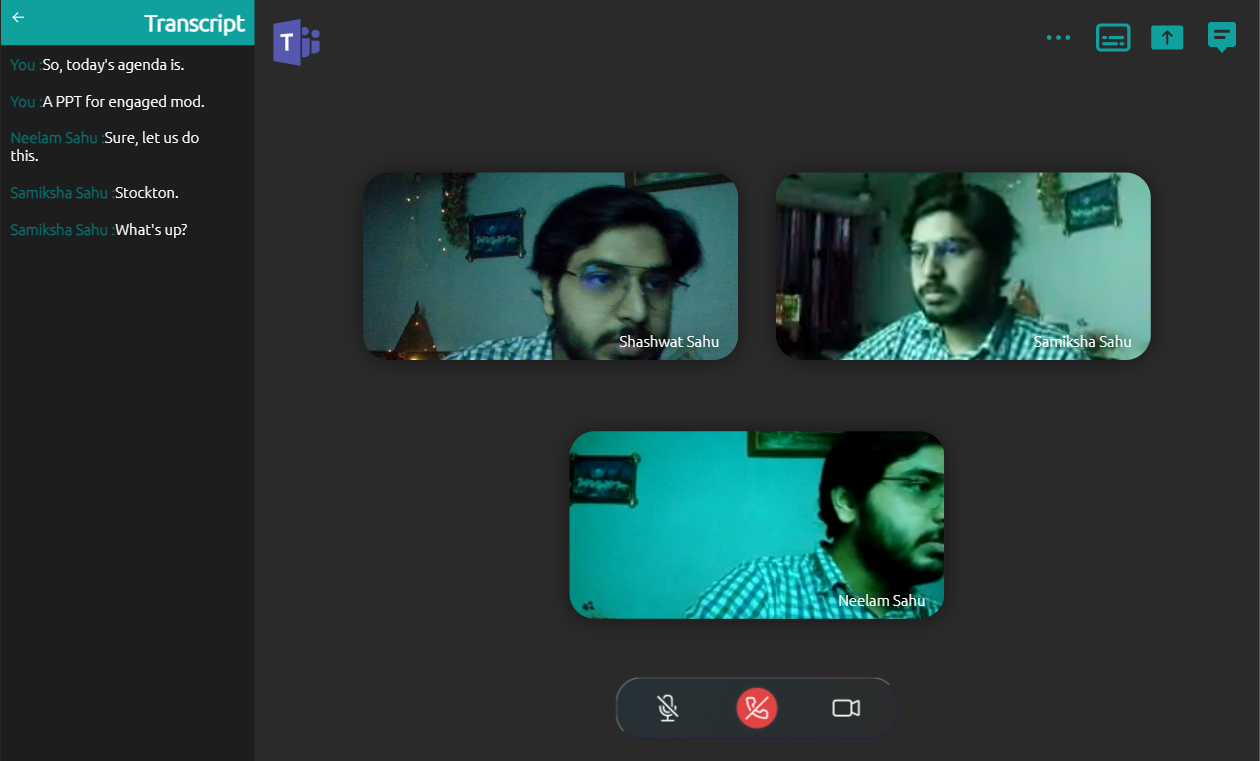 Transcript
You :So, today's agenda is.
You :A PPT for engaged mod.
Neelam Sahu :Sure, let us do
this.
Samiksha Sahu :Stockton.
Samiksha Sahu :What's up?
T
Shashwat Sahu
Samiksha Sahu
Neelam Sahu